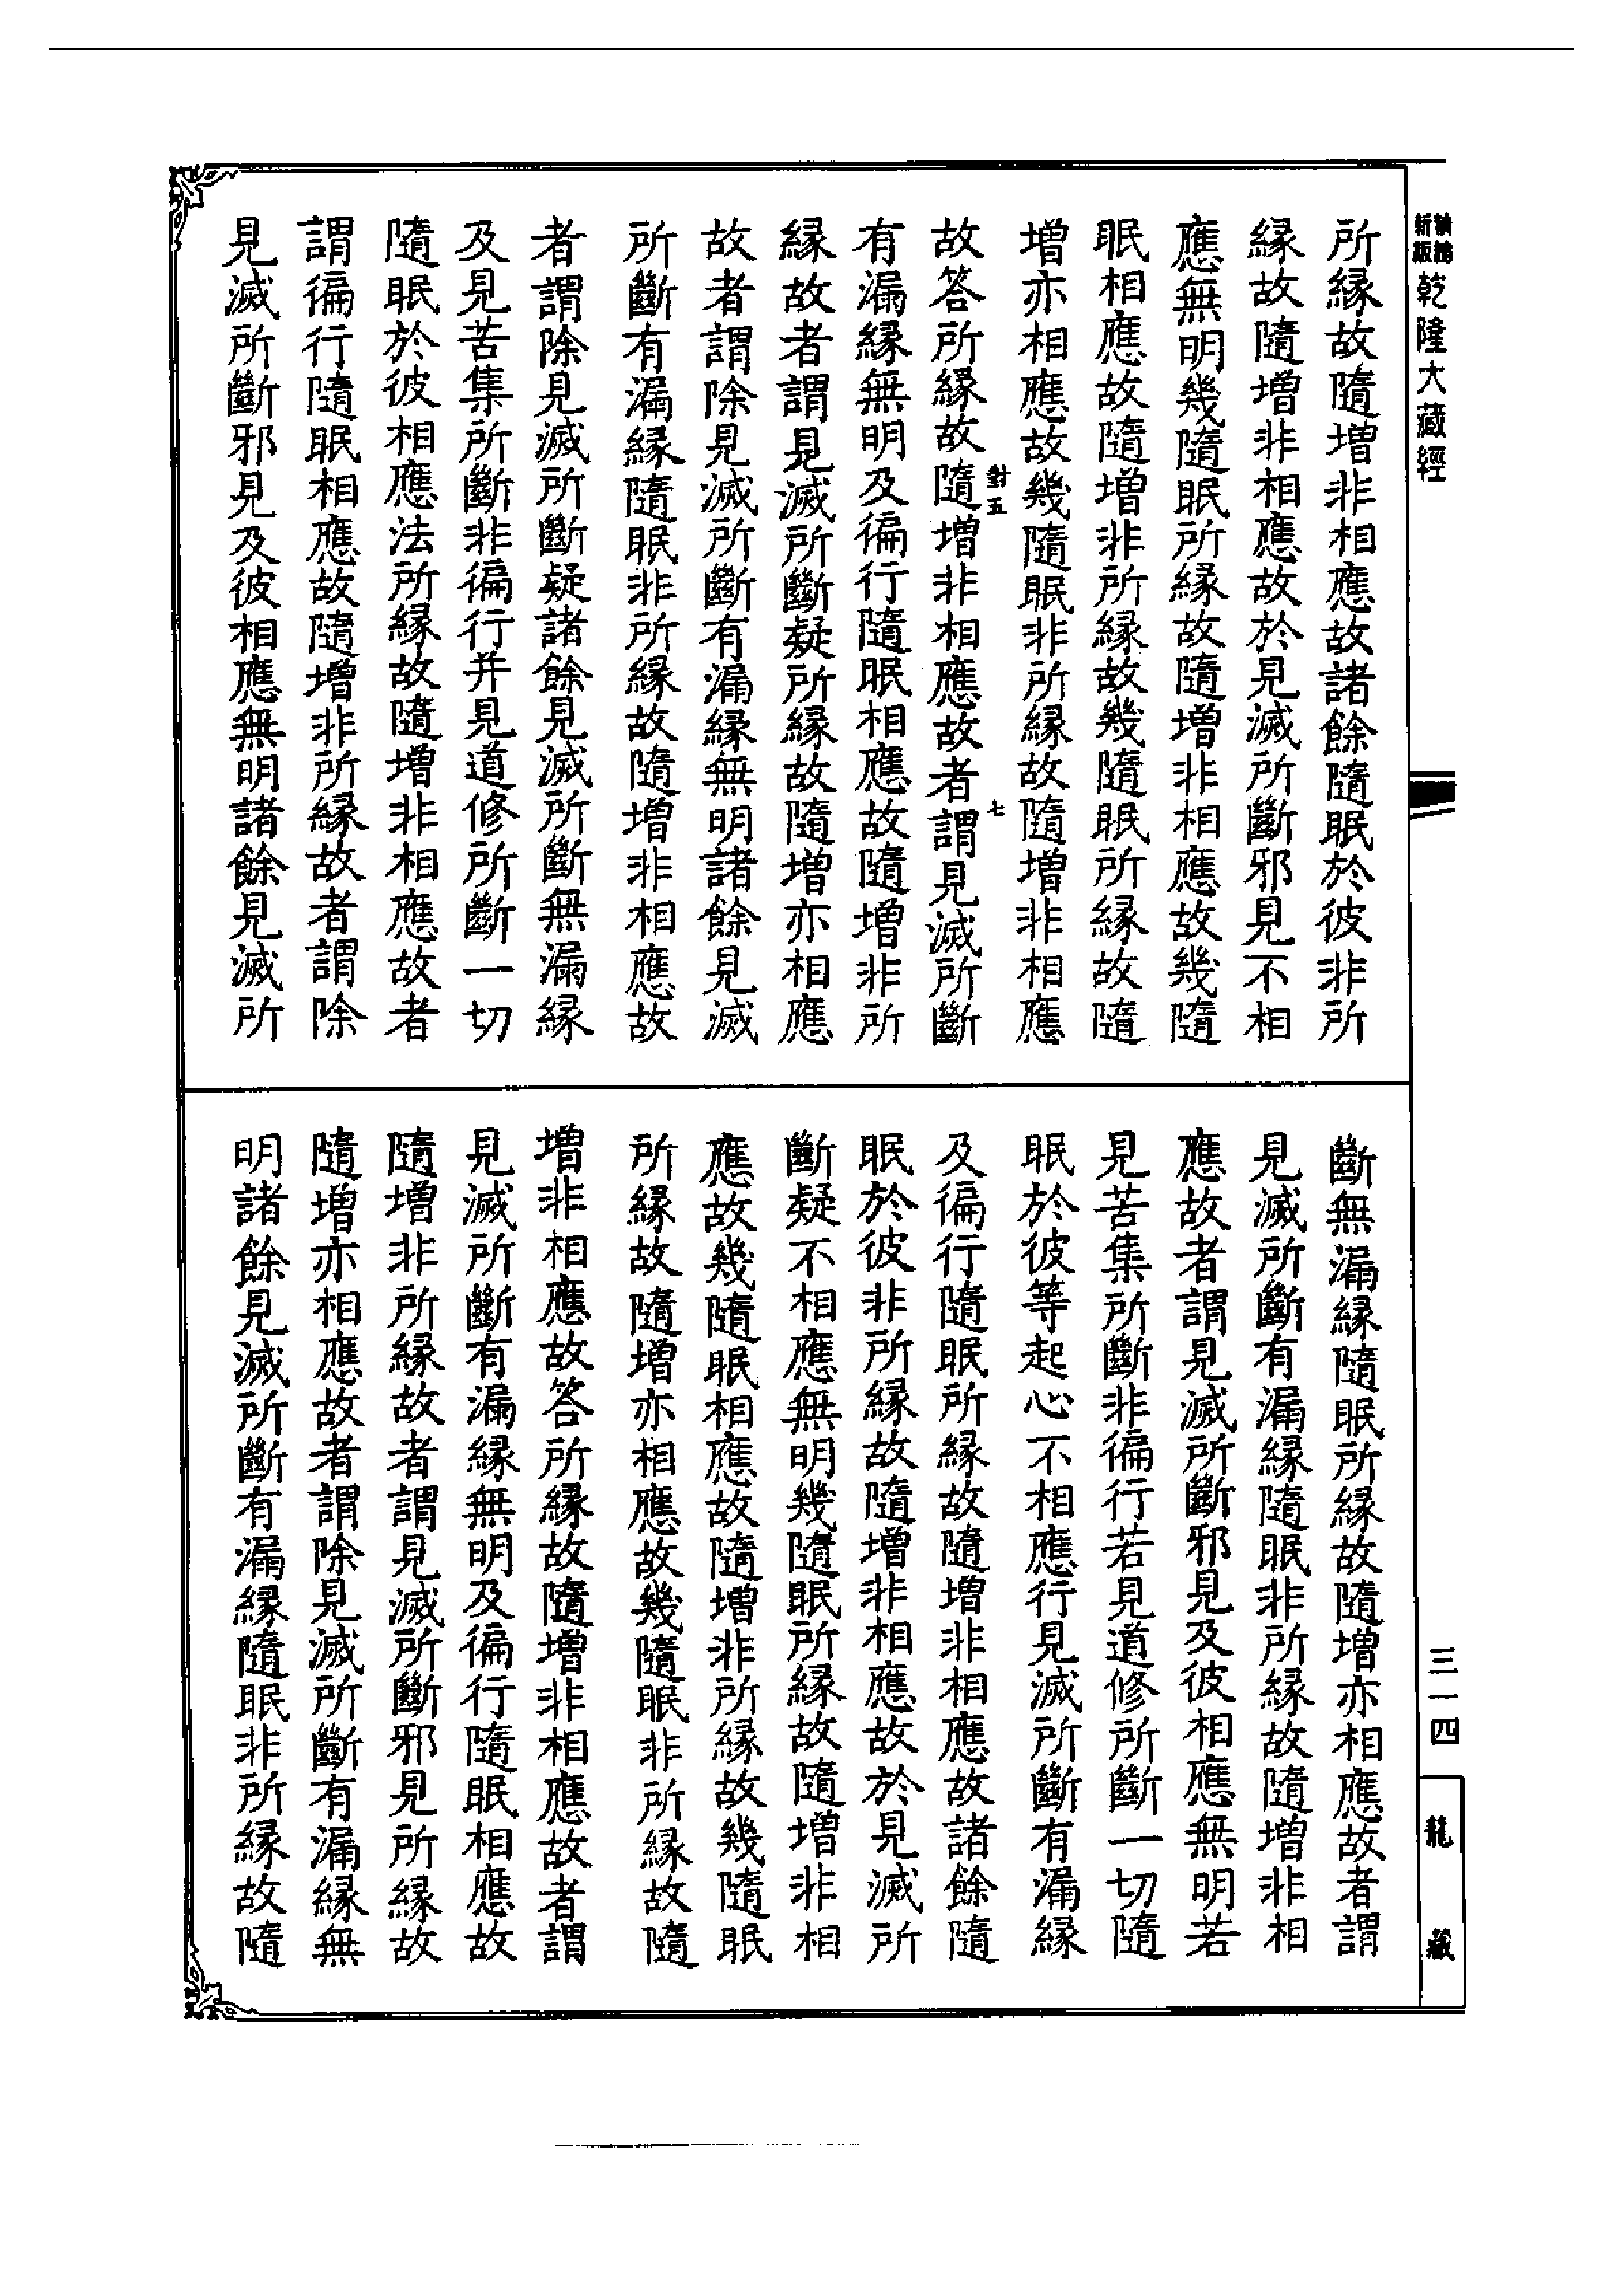 新版
乾隆大藏經
所緣故隨增非相應故諸餘隨眠於彼非所
緣故隨增非相應故於見滅所斷邪見不相
應無明幾隨眠所緣故隨增非相應故幾隨
眠相應故隨增非所緣故幾隨眠所緣故隨
增亦相應故幾隨眠非所緣故隨增非相應
對五 七
故答所緣故隨增非相應故者謂見滅所斷
有漏緣無明及徧行隨眠相應故隨增非所
緣故者謂見滅所斷疑所緣故隨增亦相應
故者謂除見滅所斷有漏緣無明諸餘見滅
所斷有漏緣隨眠非所緣故隨增非相應故
者謂除見滅所斷疑諸餘見滅所斷無漏緣
及見苦集所斷非徧行并見道修所斷一切
隨眠於彼相應法所緣故隨增非相應故者
謂徧行隨眠相應故隨增非所緣故者謂除
見滅所斷邪見及彼相應無明諸餘見滅所
斷無漏緣隨眠所緣故隨增亦相應故者謂
見滅所斷有漏緣隨眠非所緣故隨增非相
應故者謂見滅所斷邪見及彼相應無明若
見苦集所斷非徧行若見道修所斷一切隨
眠於彼等起心不相應行見滅所斷有漏緣
及徧行隨眠所緣故隨增非相應故諸餘隨
眠於彼非所緣故隨增非相應故於見滅所
斷疑不相應無明幾隨眠所緣故隨增非相
應故幾隨眠相應故隨增非所緣故幾隨眠
所緣故隨增亦相應故幾隨眠非所緣故隨
增非相應故答所緣故隨增非相應故者謂
見滅所斷有漏緣無明及徧行隨眠相應故
隨增非所緣故者謂見滅所斷邪見所緣故
隨增亦相應故者謂除見滅所斷有漏緣無
明諸餘見滅所斷有漏緣隨眠非所緣故隨
三一四
龍藏